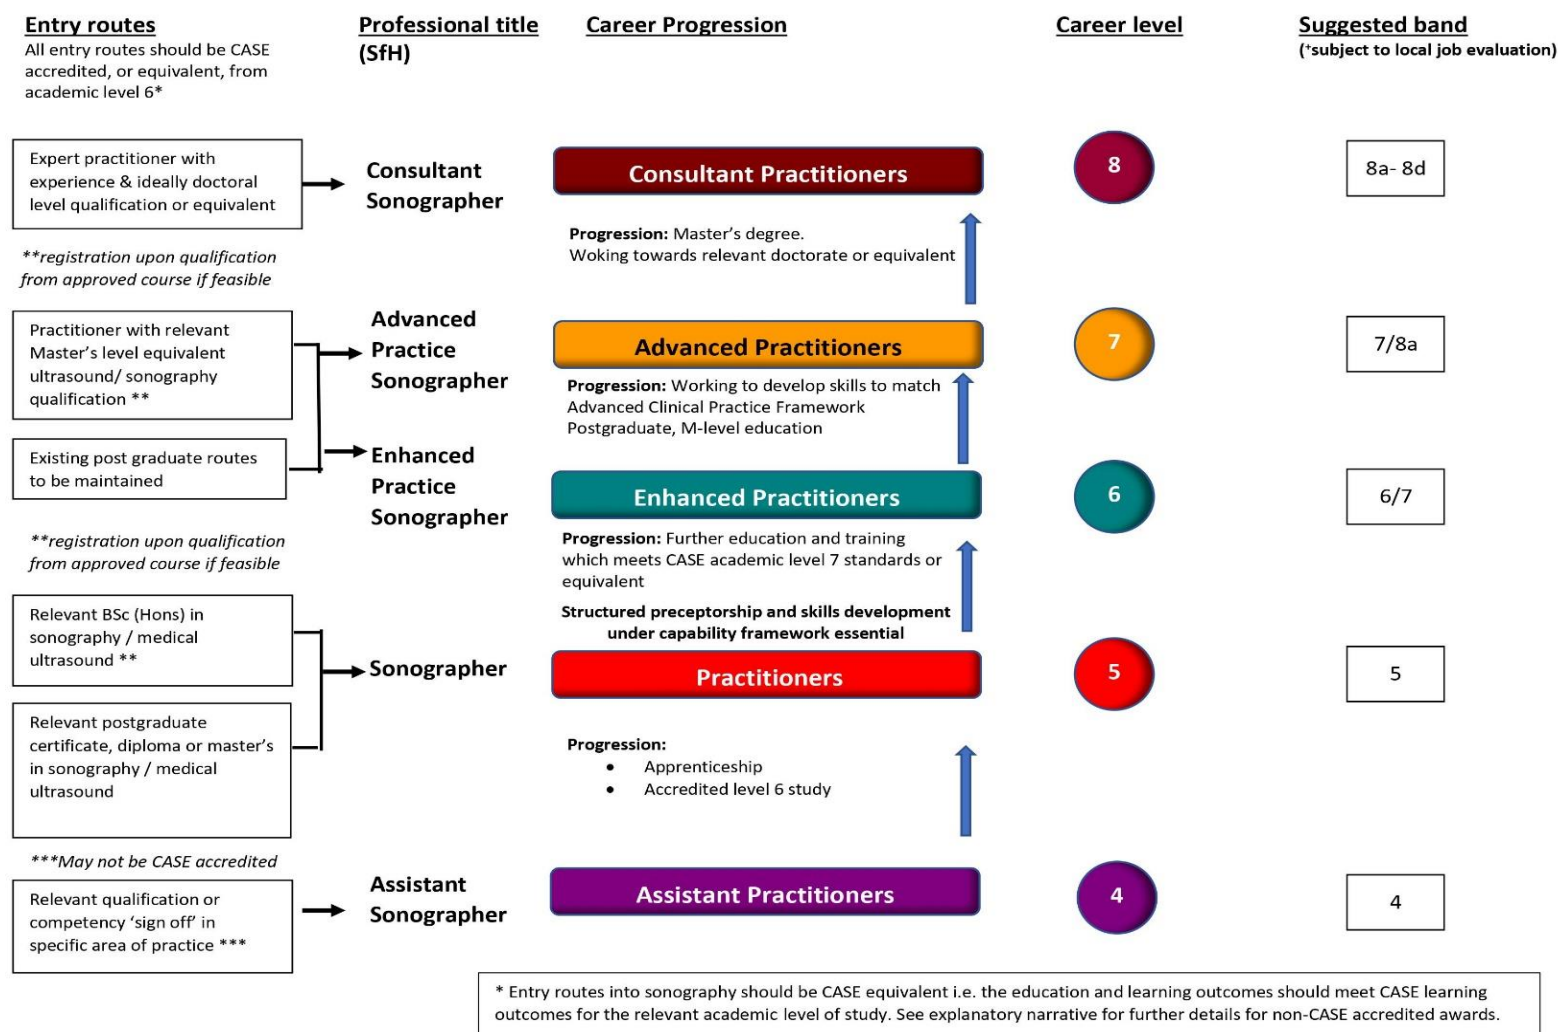 Entry routes
All entry routes should be CASE
accredited, or equivalent, from
academic level 6*
Professional title
(SfH)
Career Progression
Career level
Suggested band
(+subject to local job evaluation)
Expert practitioner with
experience & ideally doctoral
level qualification or equivalent
Consultant
Sonographer
Consultant Practitioners
8
8a- 8d
**registration upon qualification
from approved course if feasible
Progression: Master’s degree.
Woking towards relevant doctorate or equivalent
Practitioner with relevant
Master’s level equivalent
ultrasound/ sonography
qualification **
Advanced
Practice
Sonographer
Advanced Practitioners
7
7/8a
Progression: Working to develop skills to match
Advanced Clinical Practice Framework
Postgraduate, M-level education
Existing post graduate routes
to be maintained
Enhanced
Practice
Sonographer
Enhanced Practitioners
6
6/7
**registration upon qualification
from approved course if feasible
Progression: Further education and training
which meets CASE academic level 7 standards or
equivalent
Structured preceptorship and skills development
under capability framework essential
Relevant BSc (Hons) in
sonography / medical
ultrasound **
Sonographer
Practitioners
5
5
Relevant postgraduate
certificate, diploma or master’s
in sonography / medical
ultrasound
Progression:
• Apprenticeship
• Accredited level 6 study
***May not be CASE accredited
Relevant qualification or
competency ‘sign off’ in
specific area of practice ***
Assistant
Sonographer
Assistant Practitioners
4
4
* Entry routes into sonography should be CASE equivalent i.e. the education and learning outcomes should meet CASE learning
outcomes for the relevant academic level of study. See explanatory narrative for further details for non-CASE accredited awards.